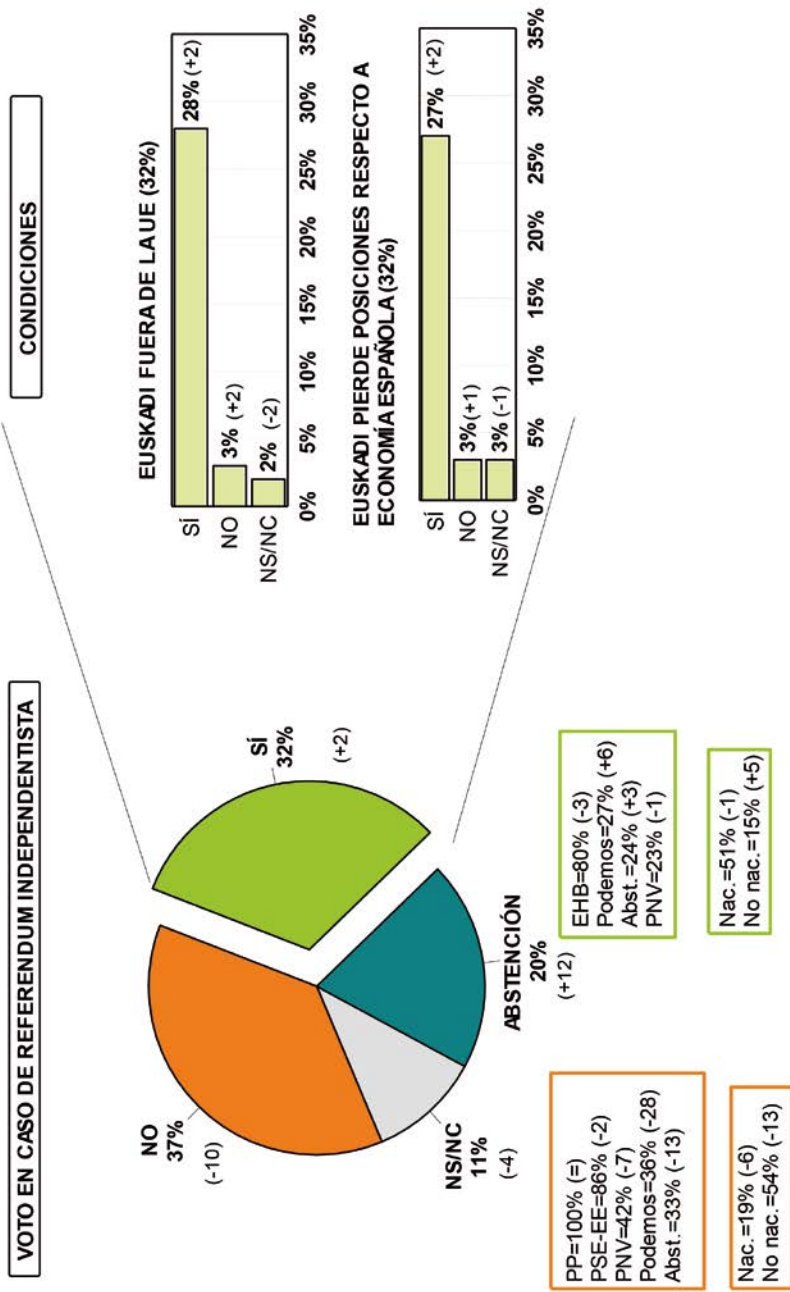 VOTO EN CASO DE REFERENDUM INDEPENDENTISTA
NO
37%
(-10)
SÍ
32%
(+2)
NS/NC
11%
(-4)
ABSTENCIÓN
20%
(+12)
PP=100% (=)
PSE-EE=86% (-2)
PNV=42% (-7)
Podemos=36% (-28)
Abst.=33% (-13)
Nac.=19% (-6)
No nac.=54% (-13)
EHB=80% (-3)
Podemos=27% (+6)
Abst.=24% (+3)
PNV=23% (-1)
Nac.=51% (-1)
No nac.=15% (+5)
CONDICIONES
EUSKADI FUERA DE LA UE (32%)
SÍ
28% (+2)
NO
3% (+2)
NS/NC
2% (-2)
0% 5% 10% 15% 20% 25% 30% 35%
EUSKADI PIERDE POSICIONES RESPECTO A
ECONOMÍA ESPAÑOLA (32%)
SÍ
27% (+2)
NO
3%(+1)
NS/NC
3% (-1)
0% 5% 10% 15% 20% 25% 30% 35%